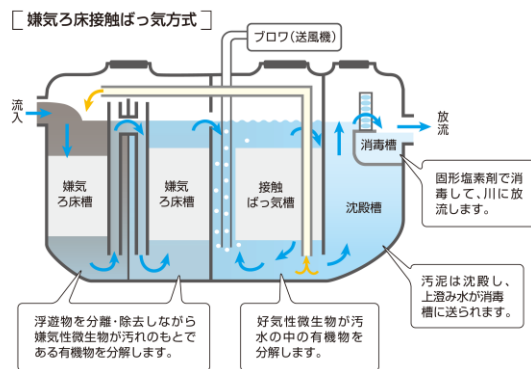 嫌気ろ床接触ばっ気方式
ブロワ（送風機）
流
入
放
流
消毒槽
嫌気
ろ床槽
嫌気
ろ床槽
接触
ばっ気槽
沈殿槽
固形塩素剤で消
毒して、川に放
流します。
汚泥は沈殿し、
上澄み水が消毒
槽に送られます。
浮遊物を分離・除去しながら
嫌気性微生物が汚れのもとで
ある有機物を分解します。
好気性微生物が汚
水の中の有機物を
分解します。